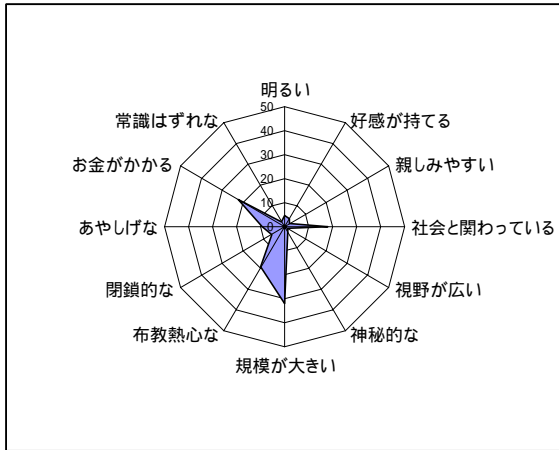 明るい
50
常識はずれな
好感が持てる
40
お金がかかる
30
親しみやすい
20
10
あやしげな
0
社会と関わっている
閉鎖的な
視野が広い
布教熱心な
神秘的な
規模が大きい